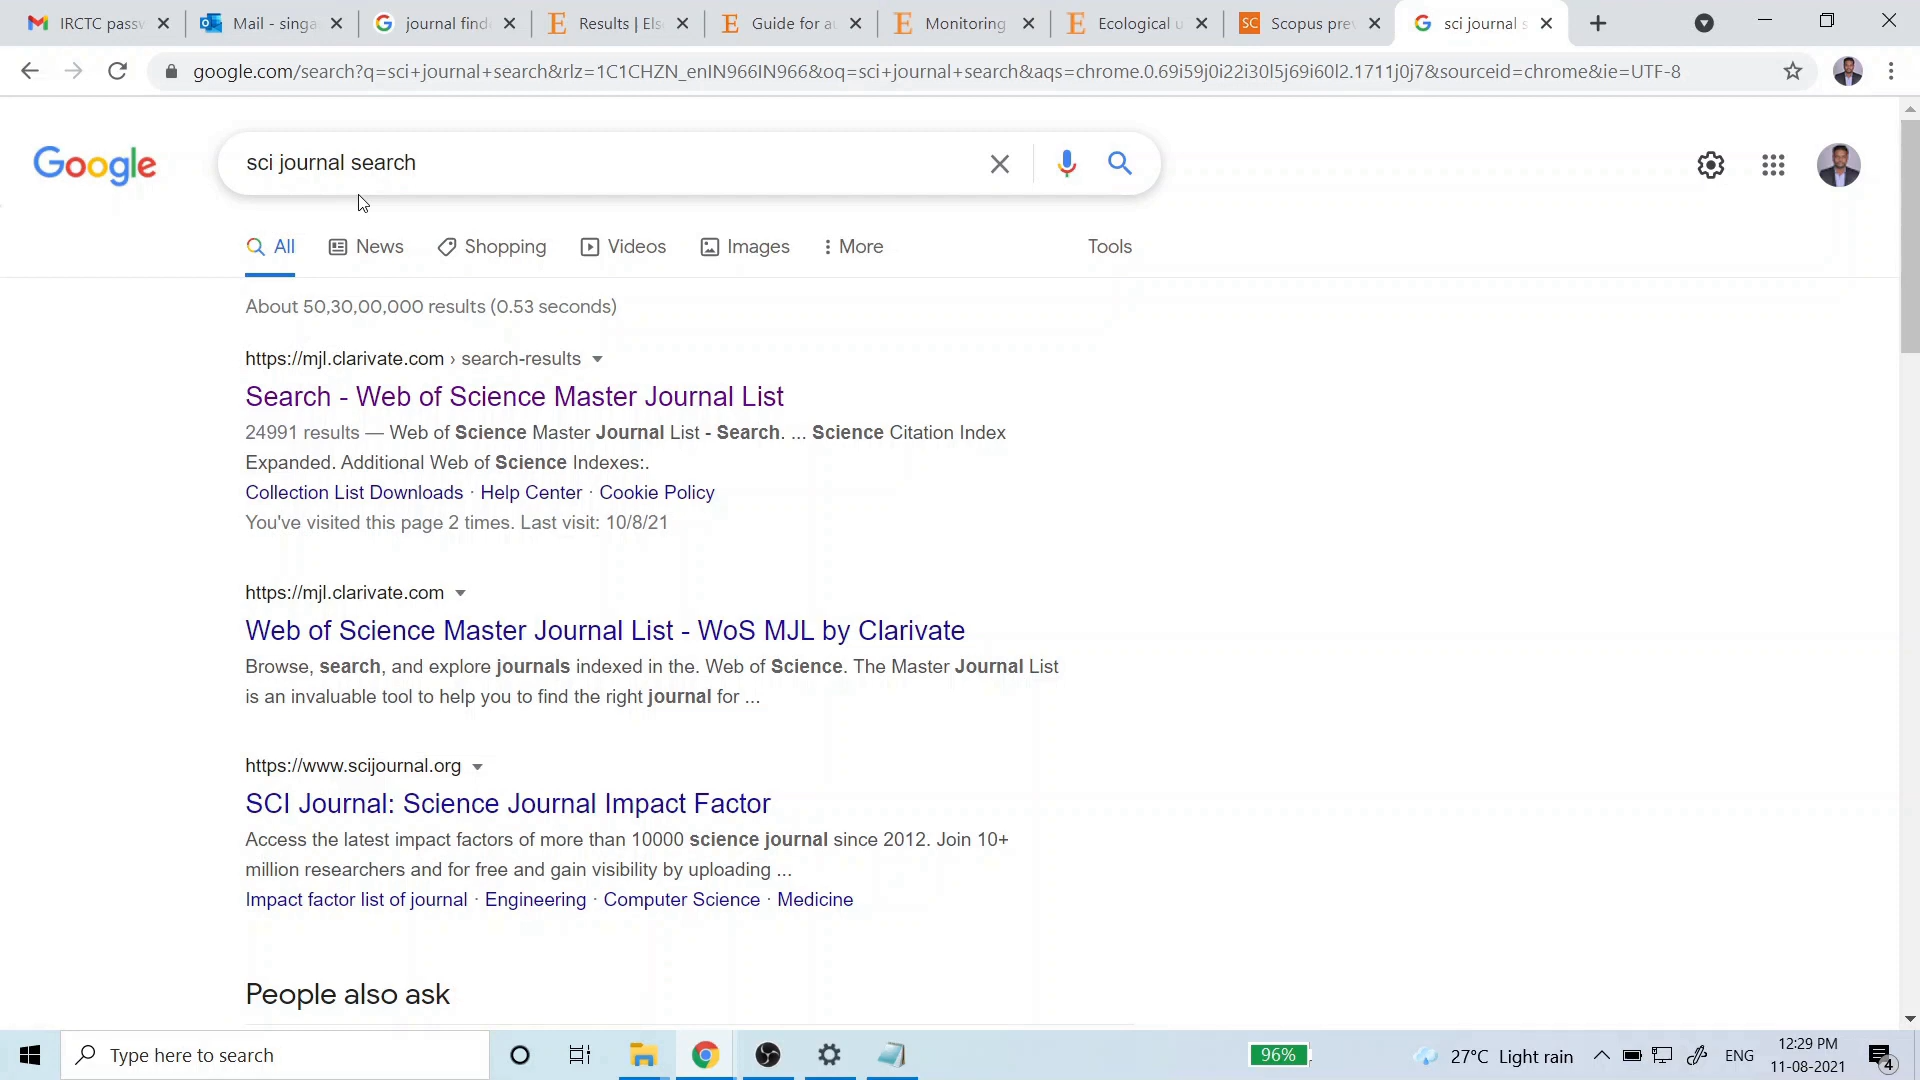 IRCTC passw
Mail - singa
journal find
Results | Els
Guide for au
Monitoring
Ecological u
Scopus prev
sci journal s
google.com/search?q=sci+journal+search&rlz=1C1CHZN_enIN966IN966&oq=sci+journal+search&aqs=chrome.0.69i59j0i22i30l5j69i60l2.1711j0j7&sourceid=chrome&ie=UTF-8
Google
sci journal search
All
News
Shopping
Videos
Images
More
Tools
About 50,30,00,000 results (0.53 seconds)
https://mjl.clarivate.com › search-results
Search - Web of Science Master Journal List
24991 results — Web of Science Master Journal List - Search. ... Science Citation Index
Expanded. Additional Web of Science Indexes:.
Collection List Downloads · Help Center · Cookie Policy
You've visited this page 2 times. Last visit: 10/8/21
https://mjl.clarivate.com
Web of Science Master Journal List - WoS MJL by Clarivate
Browse, search, and explore journals indexed in the. Web of Science. The Master Journal List
is an invaluable tool to help you to find the right journal for ...
https://www.scijournal.org
SCI Journal: Science Journal Impact Factor
Access the latest impact factors of more than 10000 science journal since 2012. Join 10+
million researchers and for free and gain visibility by uploading ...
Impact factor list of journal · Engineering · Computer Science · Medicine
People also ask
Type here to search
96%
27°C Light rain
ENG
12:29 PM
11-08-2021
4